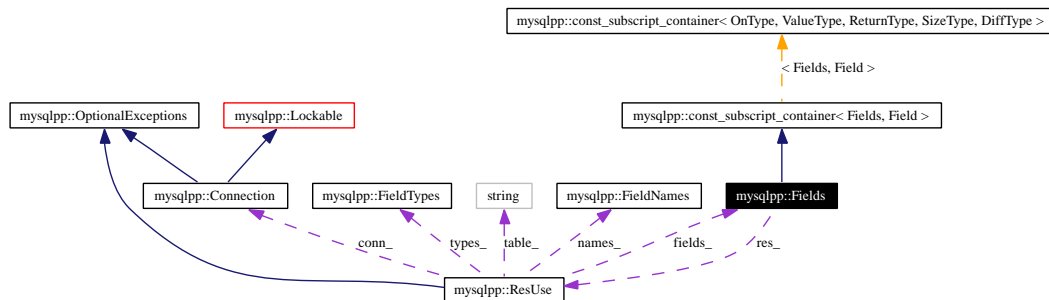 mysqlpp::const_subscript_container< OnType, ValueType, ReturnType, SizeType, DiffType >
< Fields, Field >
mysqlpp::OptionalExceptions
mysqlpp::Lockable
mysqlpp::const_subscript_container< Fields, Field >
mysqlpp::Connection
mysqlpp::FieldTypes
string
mysqlpp::FieldNames
mysqlpp::Fields
conn_
types_
table_
names_
fields_
res_
mysqlpp::ResUse